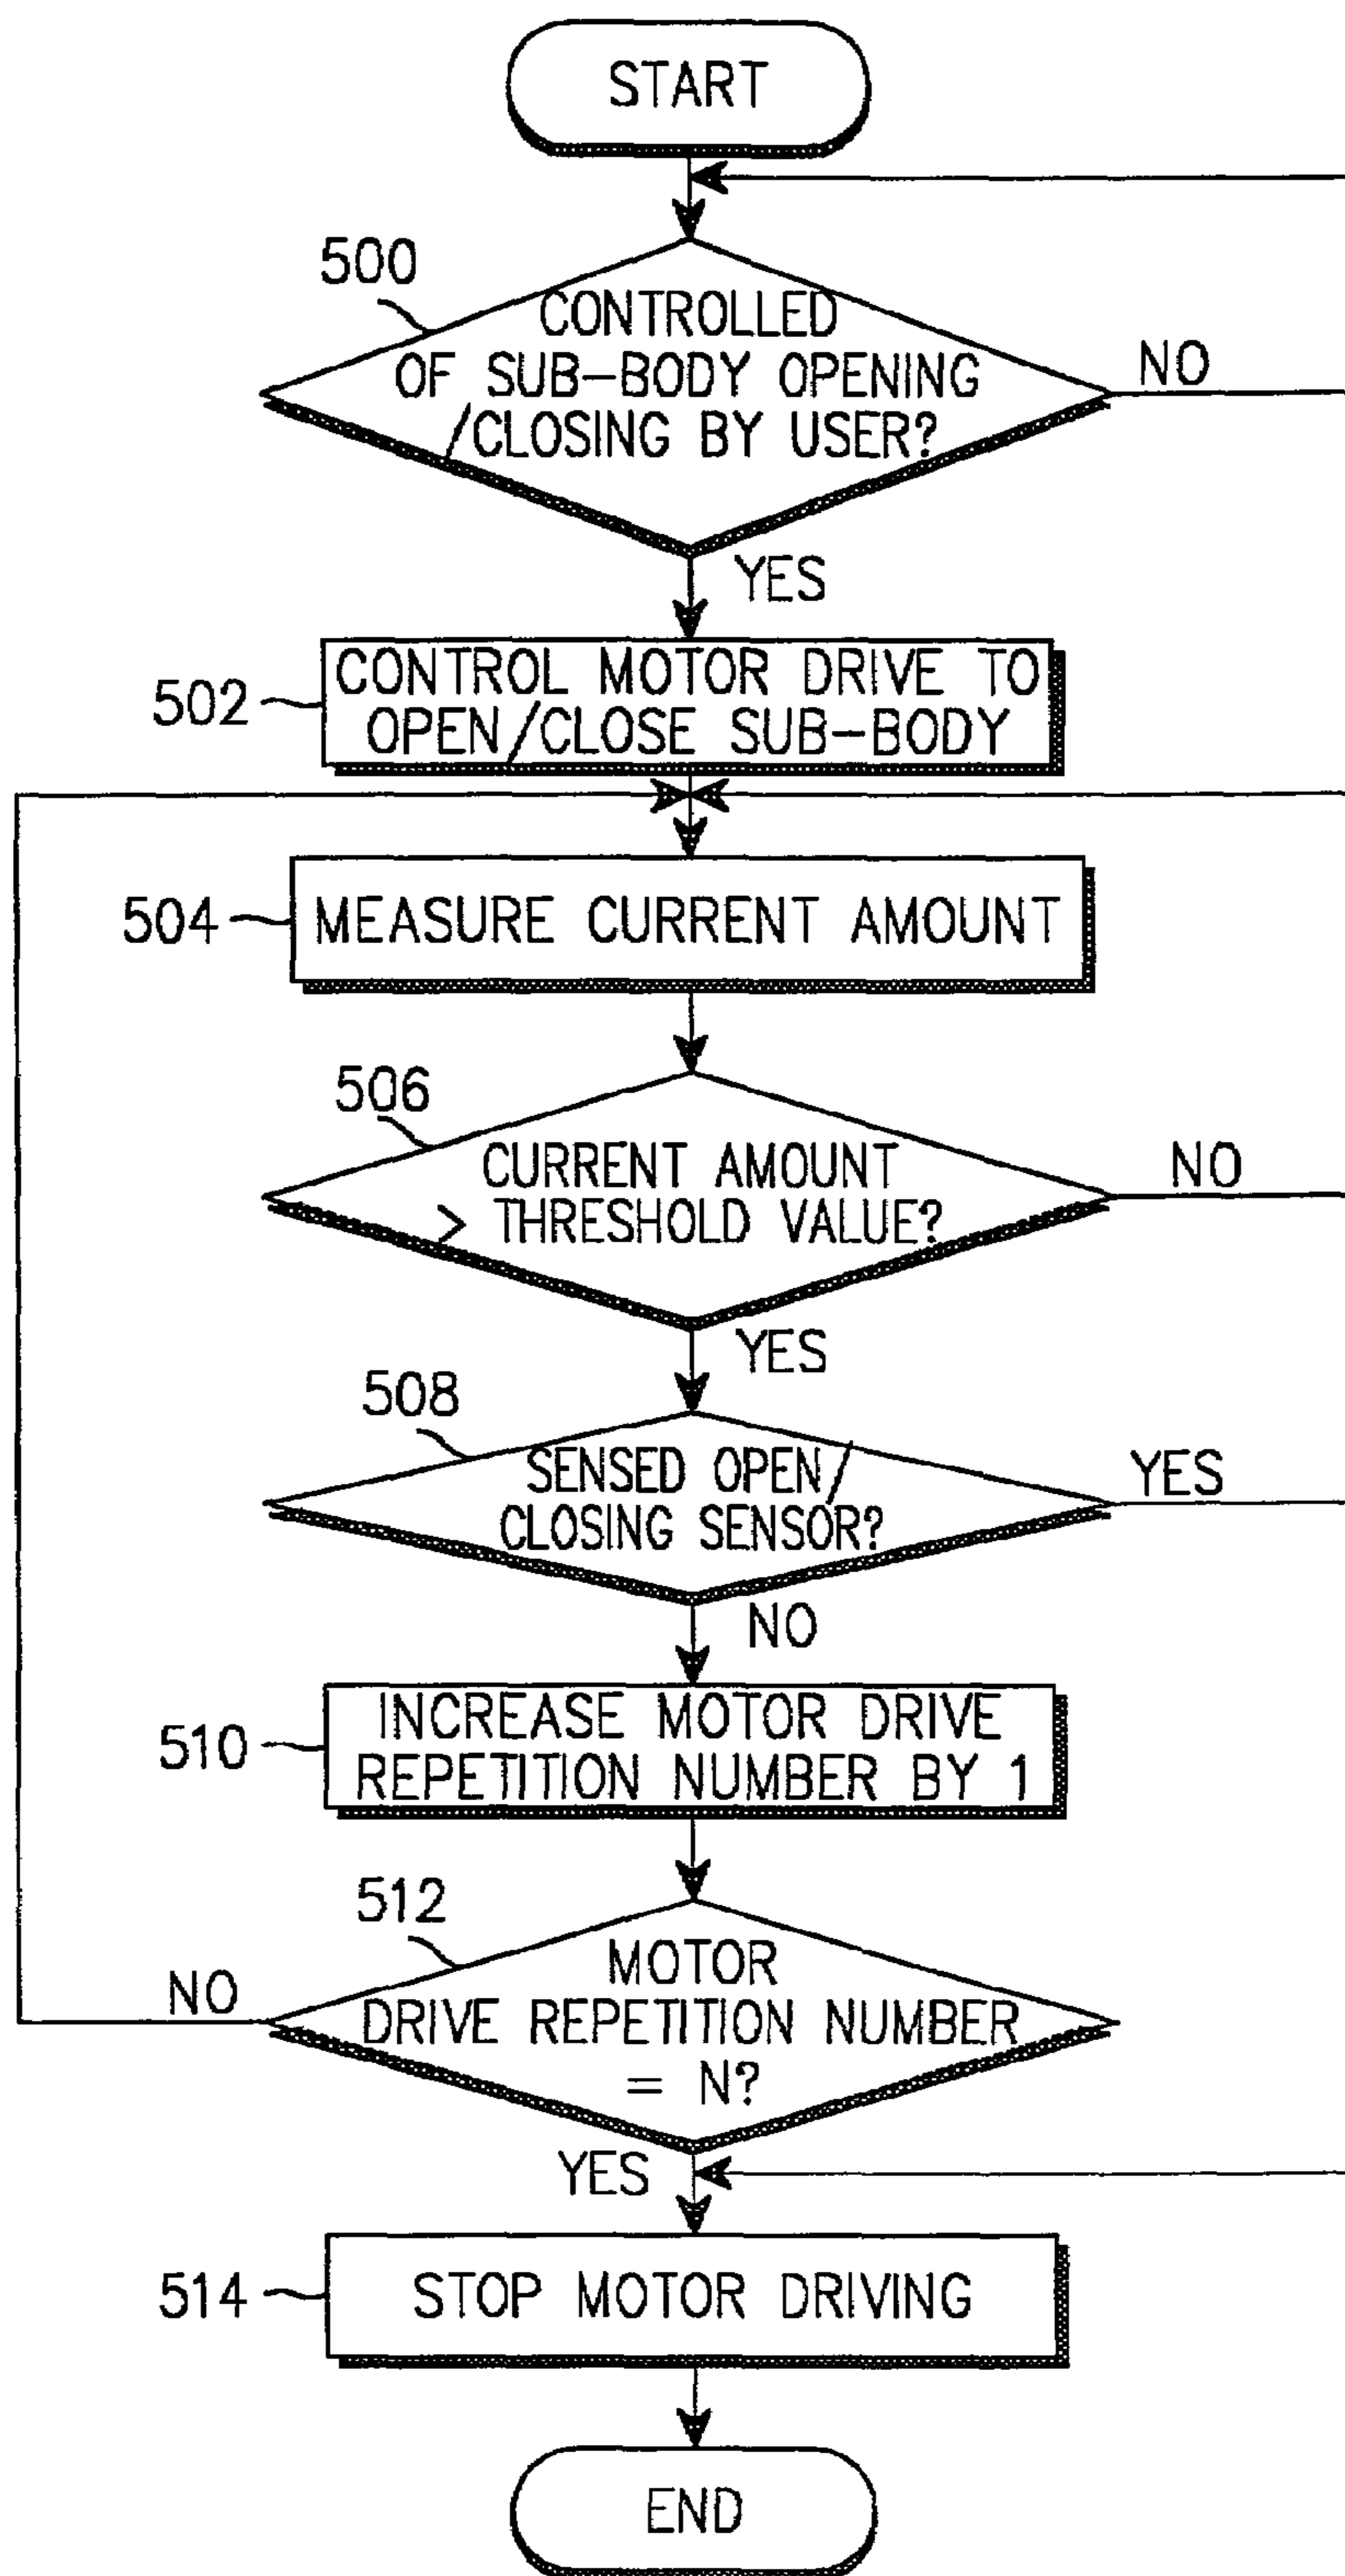 START
500
CONTROLLED
OF SUB-BODY OPENING
/CLOSING BY USER?
NO
YES
502
CONTROL MOTOR DRIVE TO
OPEN/CLOSE SUB-BODY
504
MEASURE CURRENT AMOUNT
506
CURRENT AMOUNT
> THRESHOLD VALUE?
NO
YES
508
SENSED OPEN/
CLOSING SENSOR?
YES
NO
510
INCREASE MOTOR DRIVE
REPETITION NUMBER BY 1
512
MOTOR
DRIVE REPETITION NUMBER
= N?
NO
YES
514
STOP MOTOR DRIVING
END